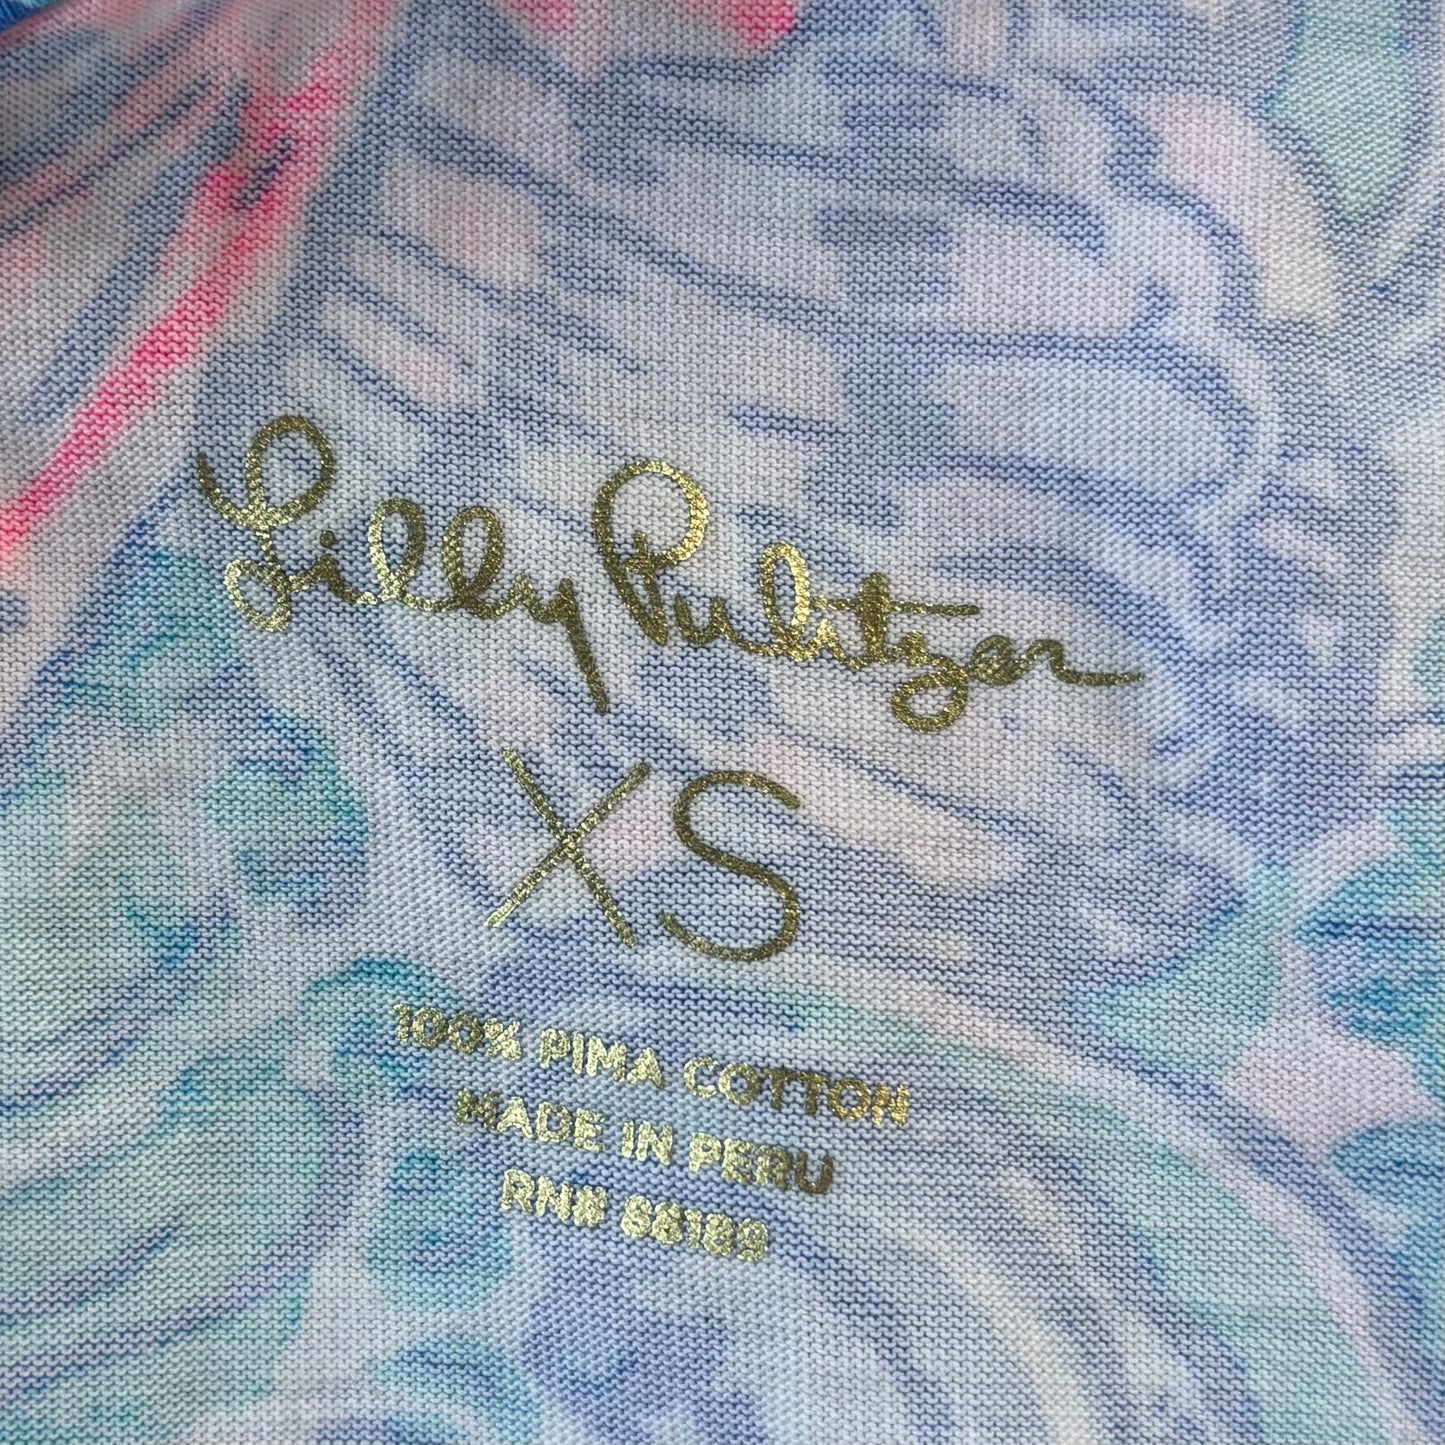 Lilly Pulitzer
XS
100% PIMA COTTON
MADE IN PERU
RN# 88189